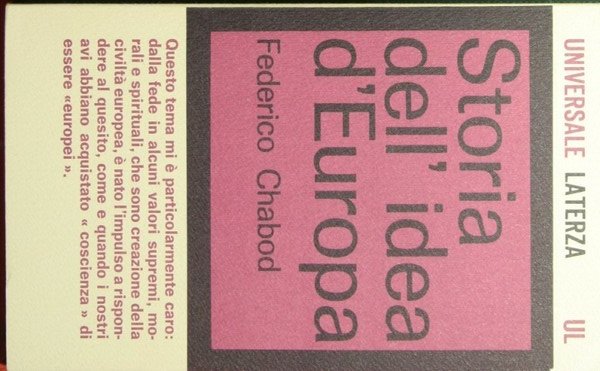 UNIVERSALE LATERZA UL
Storia
dell' idea
d'Europa
Federico Chabod
Questo tema mi è particolarmente caro:
dalla fede in alcuni valori supremi, mo-
rali e spirituali, che sono creazione della
civiltà europea, è nato l'impulso a rispon-
dere al quesito, come e quando i nostri
avi abbiano acquistato « coscienza » di
essere «europei ».